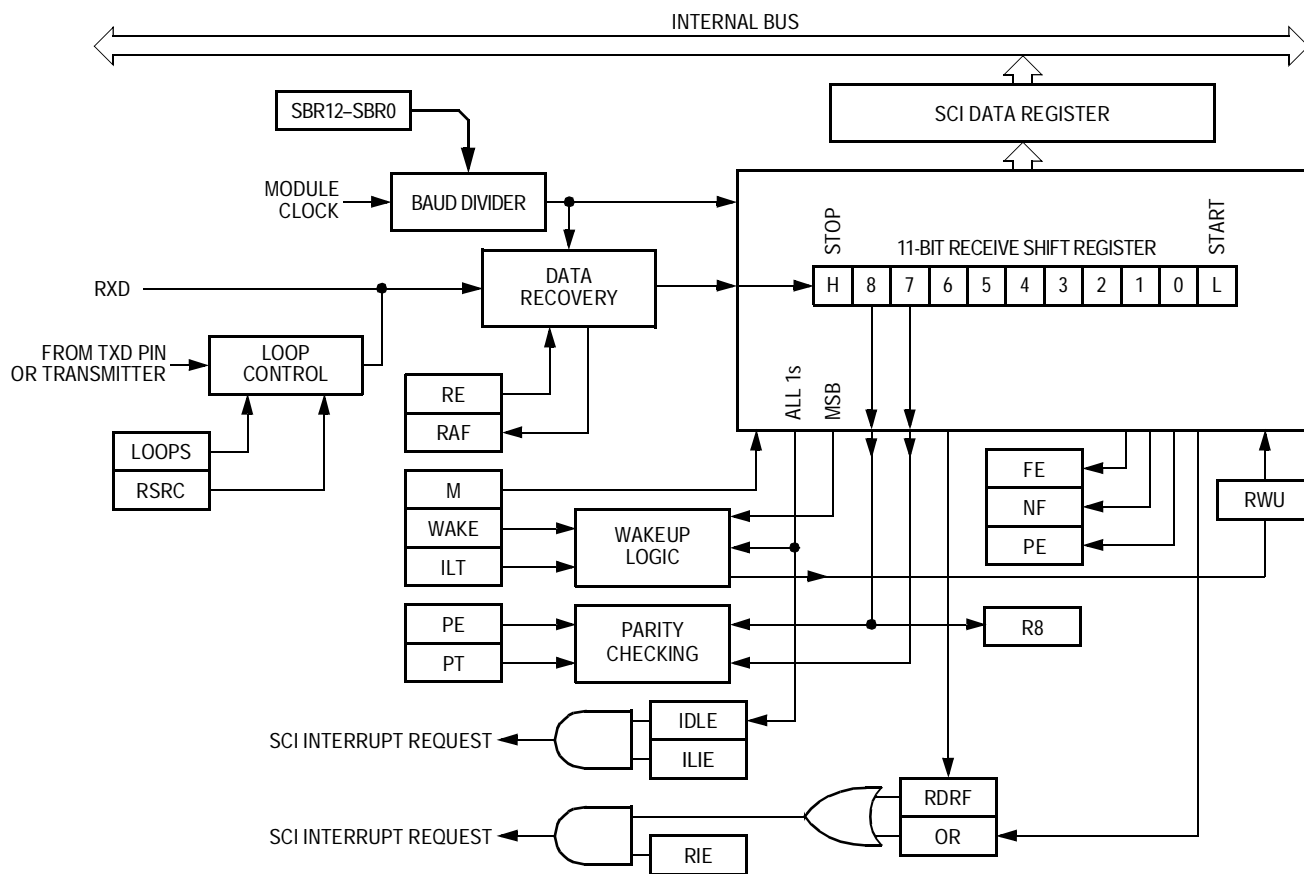 INTERNAL BUS
SBR12–SBR0
SCI DATA REGISTER
MODULE
CLOCK
BAUD DIVIDER
STOP
START
11-BIT RECEIVE SHIFT REGISTER
H 8 7 6 5 4 3 2 1 0 L
RXD
DATA
RECOVERY
FROM TXD PIN
OR TRANSMITTER
LOOP
CONTROL
ALL 1s
MSB
RE
RAF
LOOPS
RSRC
M
WAKE
ILT
WAKEUP
LOGIC
FE
NF
PE
RWU
PE
PT
PARITY
CHECKING
R8
SCI INTERRUPT REQUEST
IDLE
ILIE
RDRF
OR
SCI INTERRUPT REQUEST
RIE